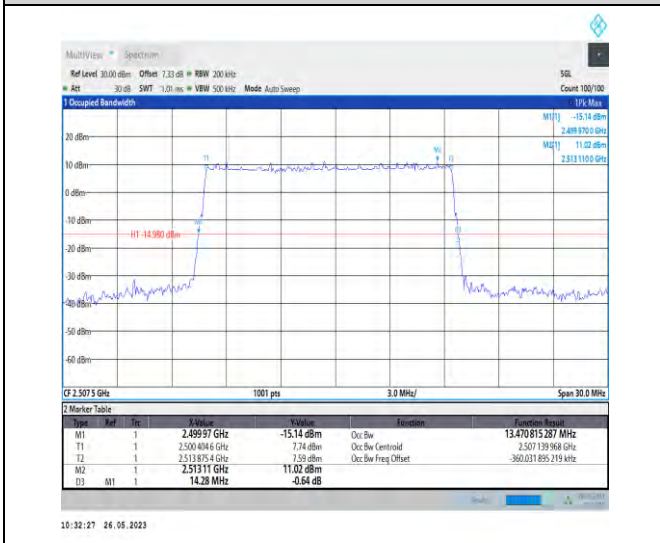 MultiView Spectrum
Ref Level 30.00 dBm Offset 7.33 dB RBW 200 kHz SGL
Att 30 dB SWT 1.01 ms VBW 500 kHz Mode Auto Sweep Count 100/100
1 Occupied Bandwidth 1Pk Max
M1[1] -15.14 dBm
2.499 970 0 GHz
M2[1] 11.02 dBm
2.513 110 0 GHz
20 dBm
10 dBm
0 dBm
-10 dBm
H1 -14.980 dBm
-20 dBm
-30 dBm
-40 dBm
-50 dBm
-60 dBm
T1
M2
T2
M1
D3
CF 2.507 5 GHz 1001 pts 3.0 MHz/ Span 30.0 MHz
2 Marker Table
Type Ref Trc X-Value Y-Value Function Function Result
M1 1 2.499 97 GHz -15.14 dBm Occ Bw 13.470 815 287 MHz
T1 1 2.500 404 6 GHz 7.74 dBm Occ Bw Centroid 2.507 139 968 GHz
T2 1 2.513 875 4 GHz 7.59 dBm Occ Bw Freq Offset -360.031 895 219 kHz
M2 1 2.513 11 GHz 11.02 dBm
D3 M1 1 14.28 MHz -0.64 dB
10:32:27 26.05.2023